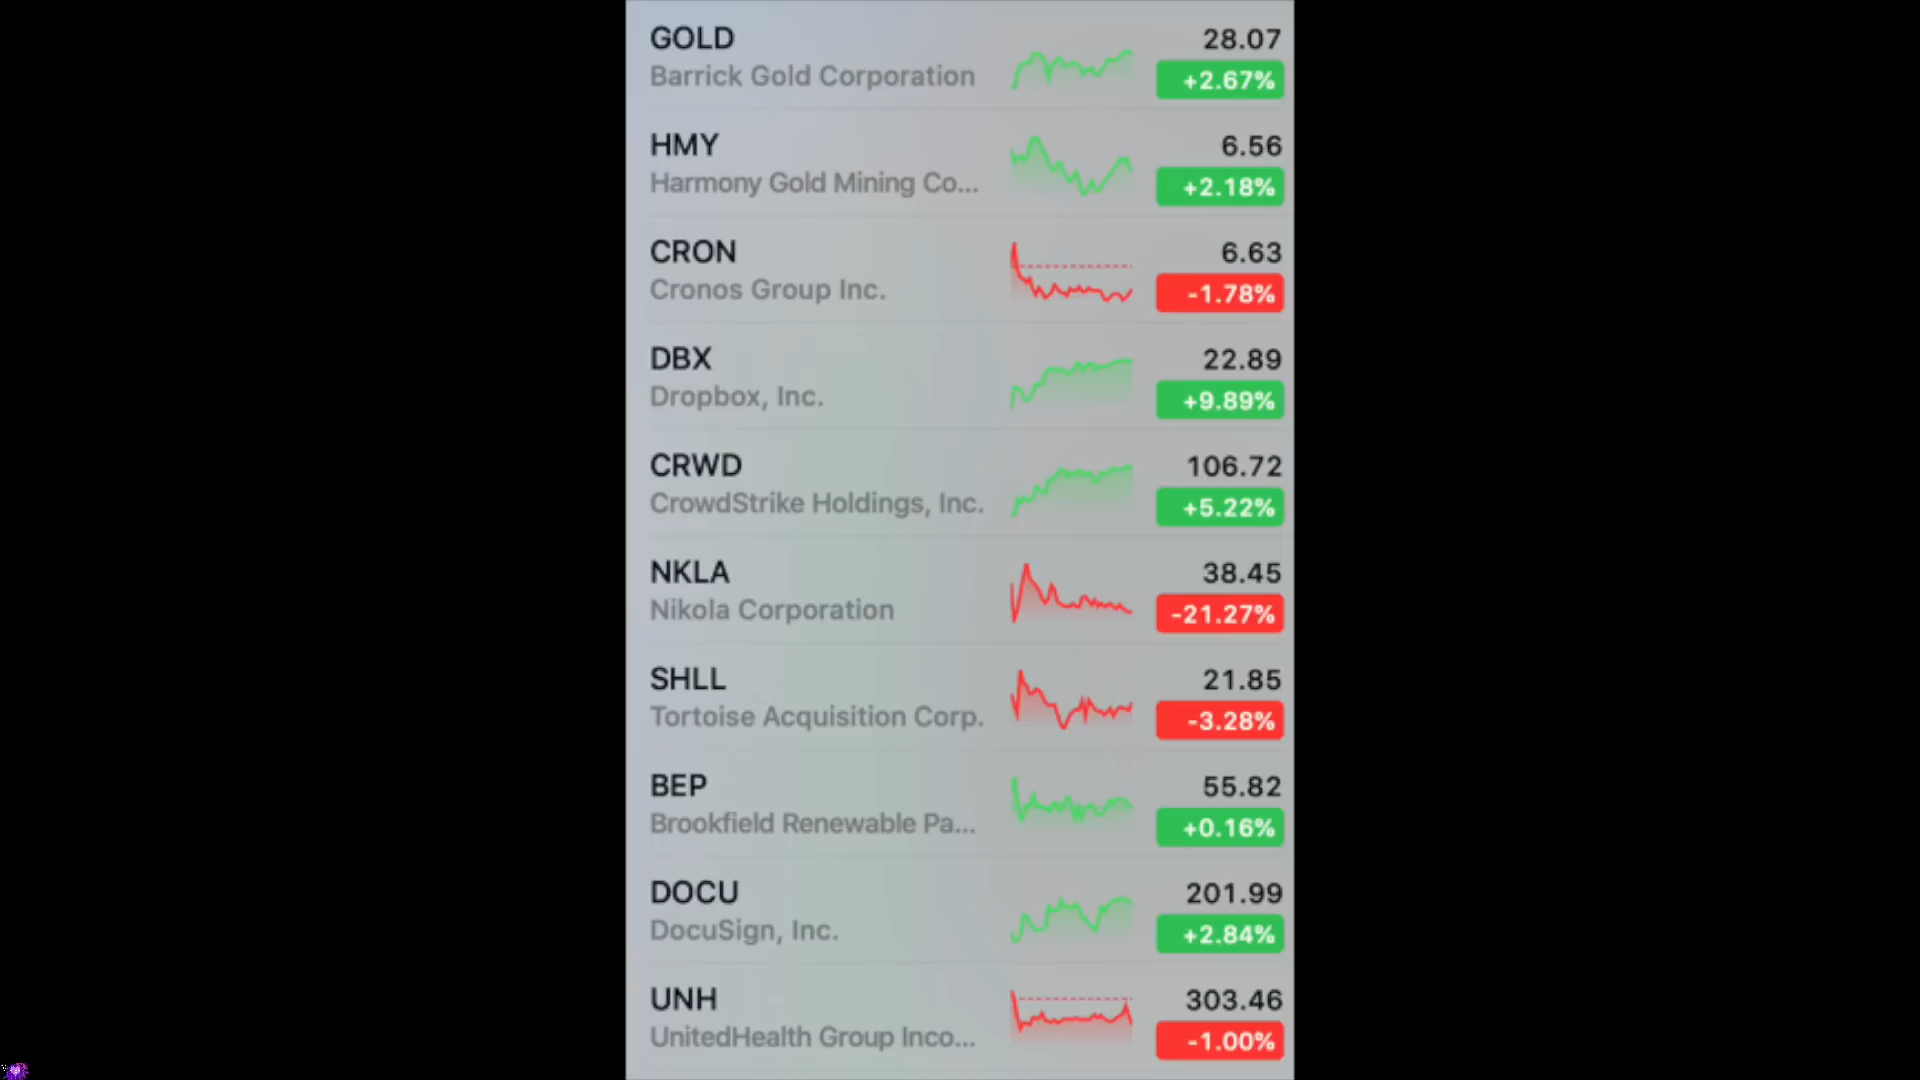 GOLD 28.07
Barrick Gold Corporation +2.67%
HMY 6.56
Harmony Gold Mining Co... +2.18%
CRON 6.63
Cronos Group Inc. -1.78%
DBX 22.89
Dropbox, Inc. +9.89%
CRWD 106.72
CrowdStrike Holdings, Inc. +5.22%
NKLA 38.45
Nikola Corporation -21.27%
SHLL 21.85
Tortoise Acquisition Corp. -3.28%
BEP 55.82
Brookfield Renewable Pa... +0.16%
DOCU 201.99
DocuSign, Inc. +2.84%
UNH 303.46
UnitedHealth Group Inco... -1.00%